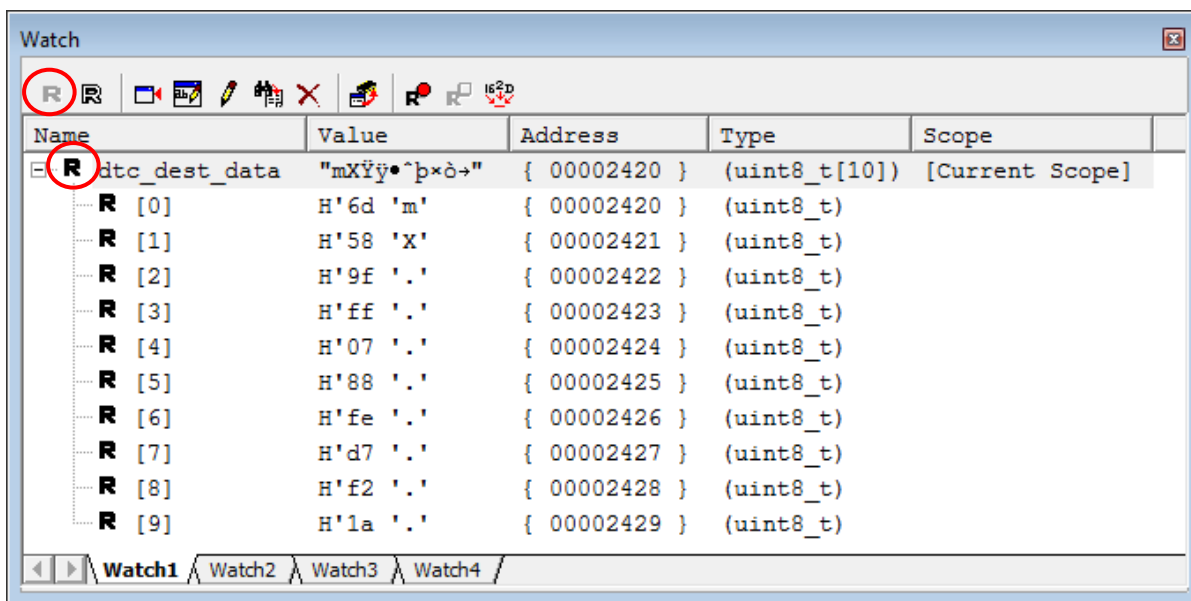 Watch
R R R R 16 2 D
Name Value Address Type Scope
R dtc_dest_data "mXŸÿ•ˆþ×ò→" { 00002420 } (uint8_t[10]) [Current Scope]
R [0] H'6d 'm' { 00002420 } (uint8_t)
R [1] H'58 'X' { 00002421 } (uint8_t)
R [2] H'9f '.' { 00002422 } (uint8_t)
R [3] H'ff '.' { 00002423 } (uint8_t)
R [4] H'07 '.' { 00002424 } (uint8_t)
R [5] H'88 '.' { 00002425 } (uint8_t)
R [6] H'fe '.' { 00002426 } (uint8_t)
R [7] H'd7 '.' { 00002427 } (uint8_t)
R [8] H'f2 '.' { 00002428 } (uint8_t)
R [9] H'1a '.' { 00002429 } (uint8_t)
Watch1 Watch2 Watch3 Watch4